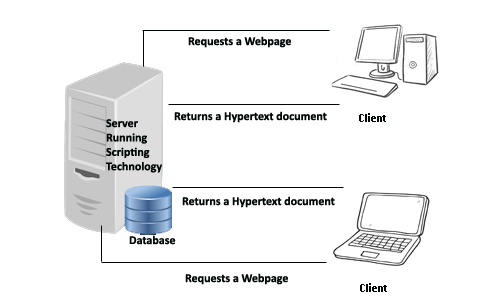 Requests a Webpage
Returns a Hypertext document
Client
Server
Running
Scripting
Technology
Returns a Hypertext document
Database
Requests a Webpage
Client